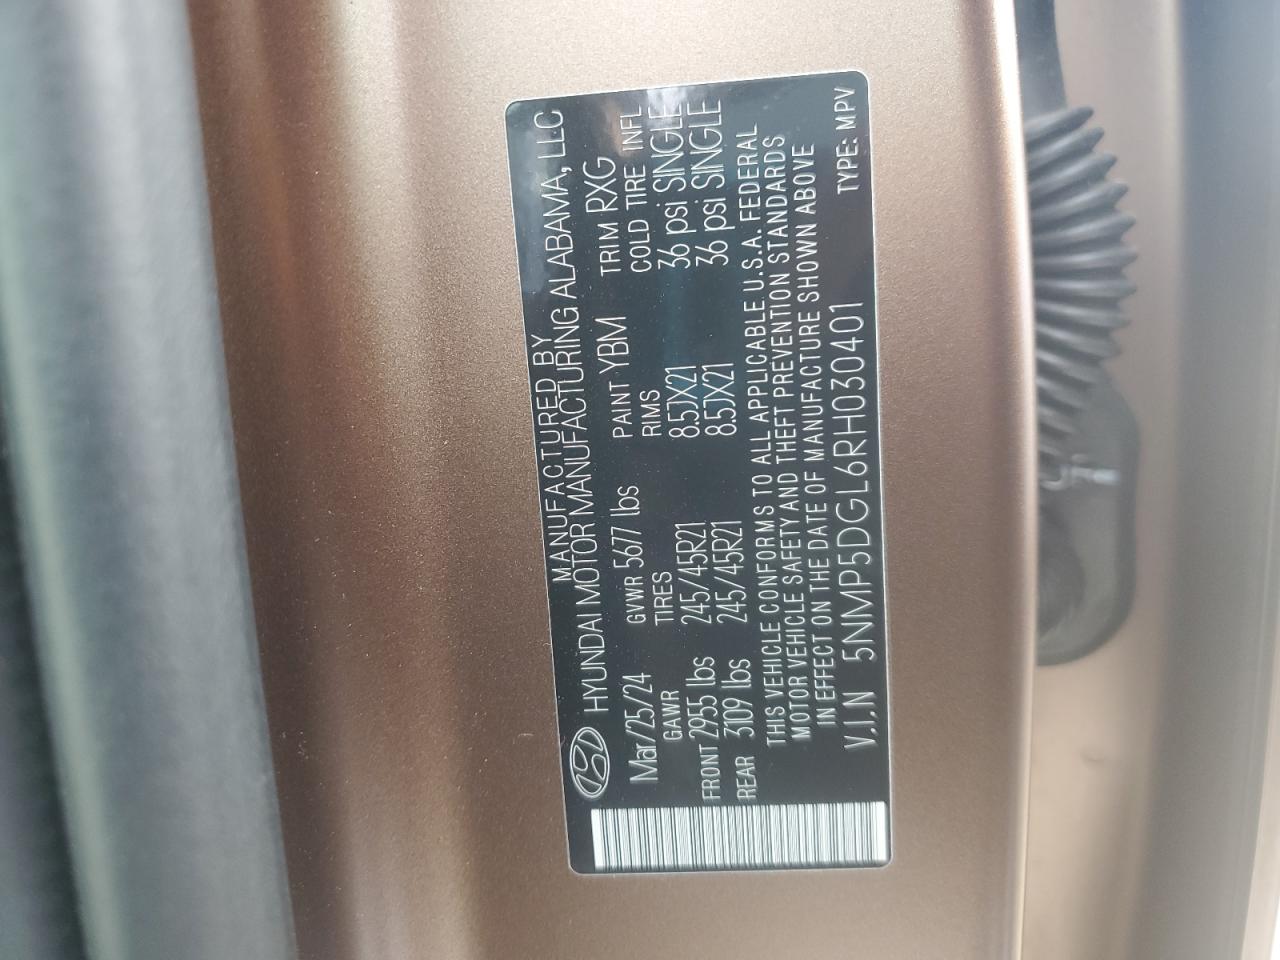 MANUFACTURED BY
HYUNDAI MOTOR MANUFACTURING ALABAMA, LLC
Mar/25/24 GVWR 5677 lbs PAINT YBM TRIM RXG
GAWR TIRES RIMS COLD TIRE INFL
FRONT 2955 lbs 245/45R21 8.5JX21 36 psi SINGLE
REAR 3109 lbs 245/45R21 8.5JX21 36 psi SINGLE
THIS VEHICLE CONFORMS TO ALL APPLICABLE U.S.A. FEDERAL
MOTOR VEHICLE SAFETY AND THEFT PREVENTION STANDARDS
IN EFFECT ON THE DATE OF MANUFACTURE SHOWN ABOVE
V.I.N 5NMP5DGL6RH030401 TYPE: MPV